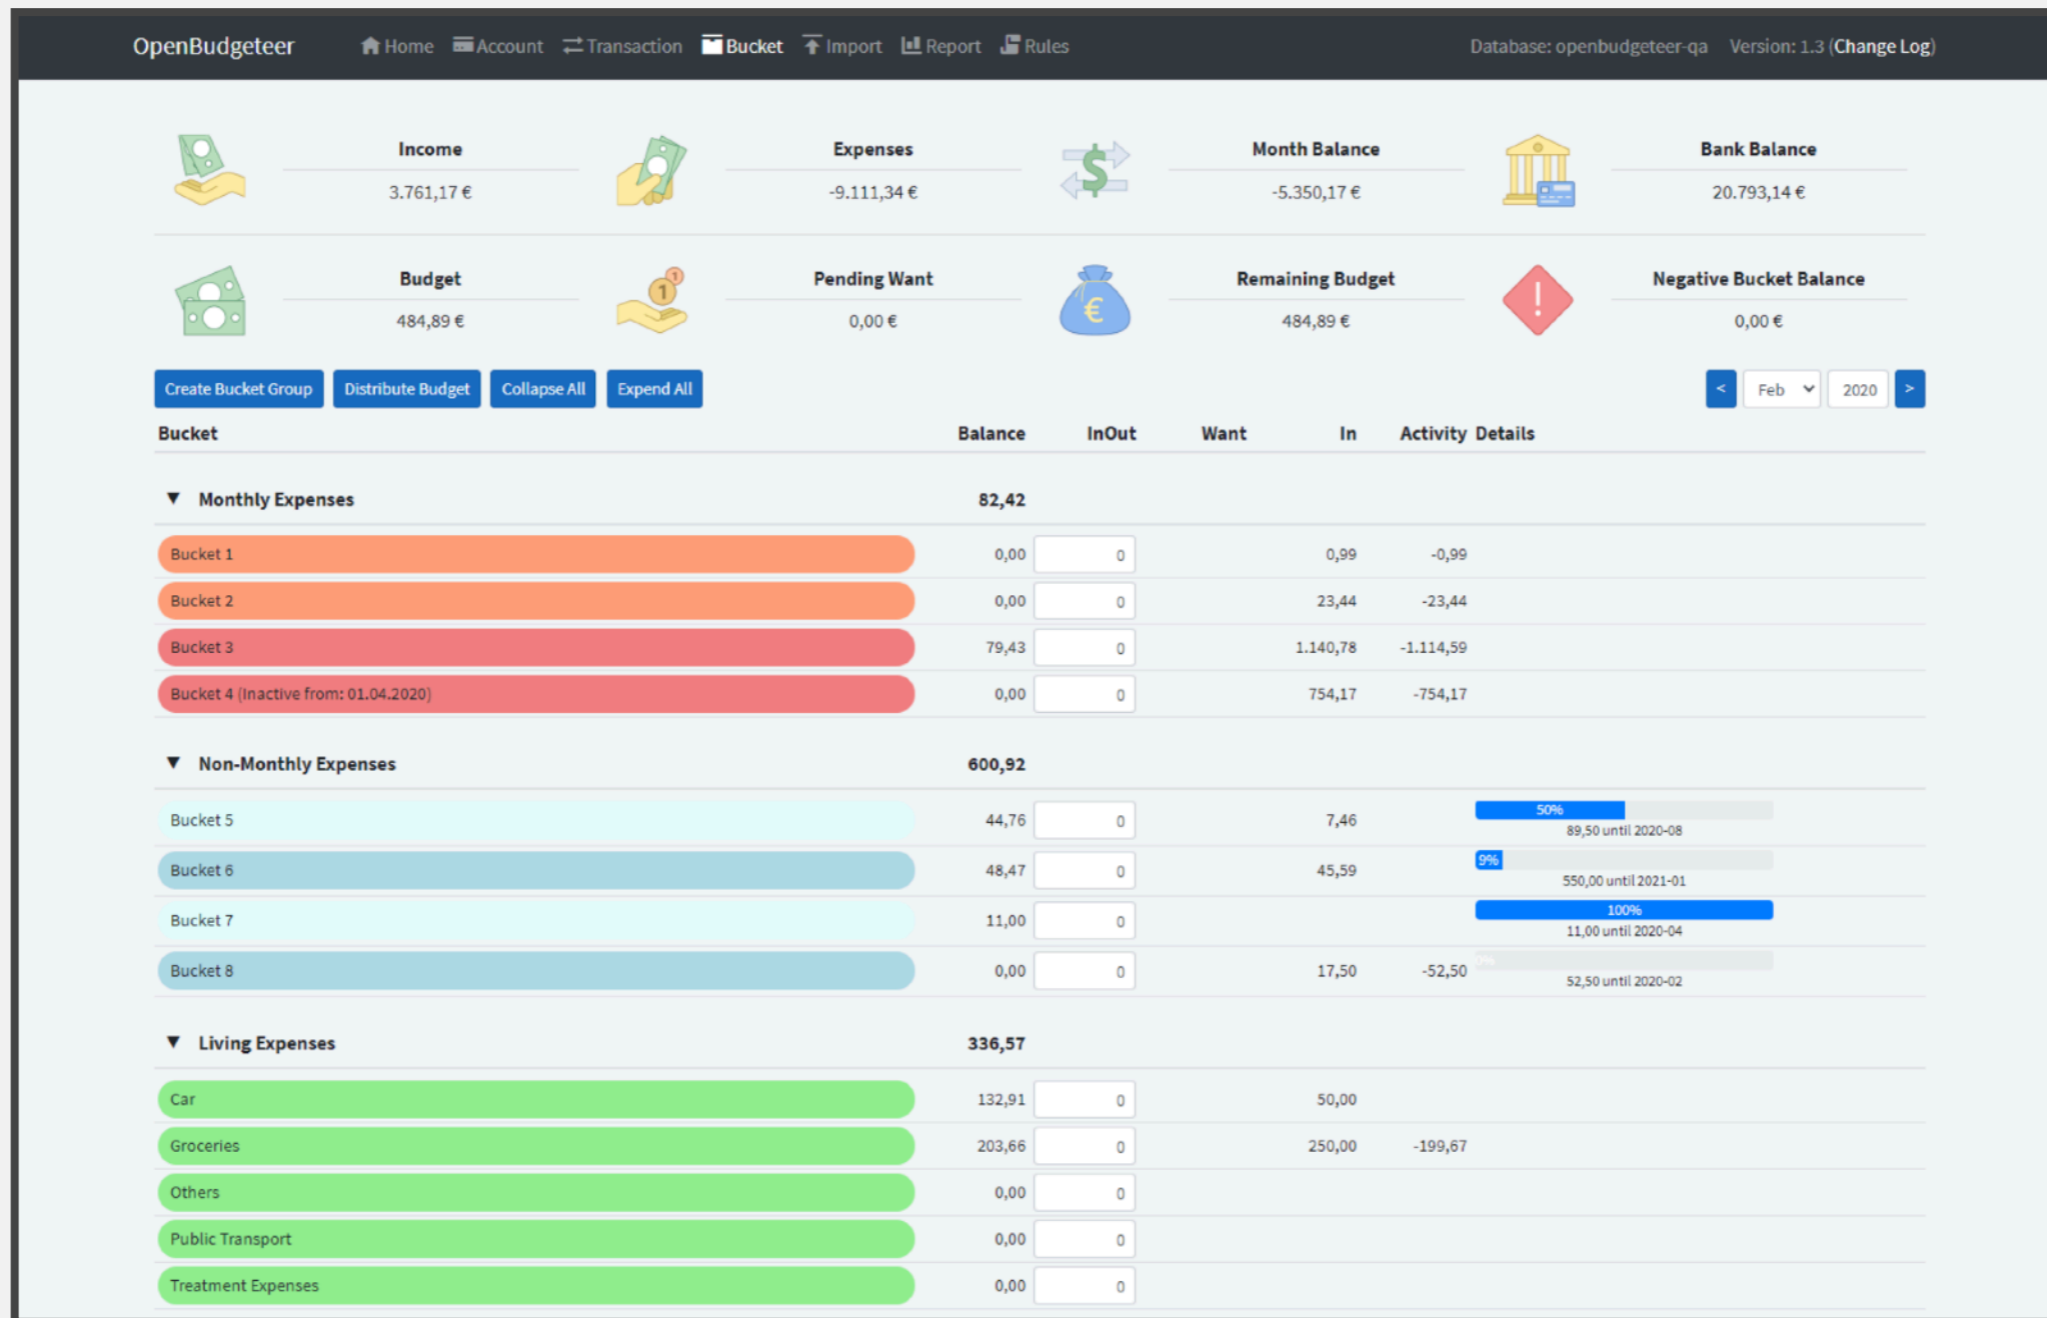 OpenBudgeteer Home Account Transaction Bucket Import Report Rules Database: openbudgeteer-qa Version: 1.3 (Change Log)
Income Expenses Month Balance Bank Balance
3.761,17 € -9.111,34 € -5.350,17 € 20.793,14 €
Budget Pending Want Remaining Budget Negative Bucket Balance
484,89 € 0,00 € 484,89 € 0,00 €
Create Bucket Group Distribute Budget Collapse All Expend All < Feb 2020 >
Bucket Balance InOut Want In Activity Details
▼ Monthly Expenses 82,42
Bucket 1 0,00 0 0,99 -0,99
Bucket 2 0,00 0 23,44 -23,44
Bucket 3 79,43 0 1.140,78 -1.114,59
Bucket 4 (Inactive from: 01.04.2020) 0,00 0 754,17 -754,17
▼ Non-Monthly Expenses 600,92
Bucket 5 44,76 0 7,46 50%
89,50 until 2020-08
Bucket 6 48,47 0 45,59 9%
550,00 until 2021-01
Bucket 7 11,00 0 100%
11,00 until 2020-04
Bucket 8 0,00 0 17,50 -52,50 0%
52,50 until 2020-02
▼ Living Expenses 336,57
Car 132,91 0 50,00
Groceries 203,66 0 250,00 -199,67
Others 0,00 0
Public Transport 0,00 0
Treatment Expenses 0,00 0